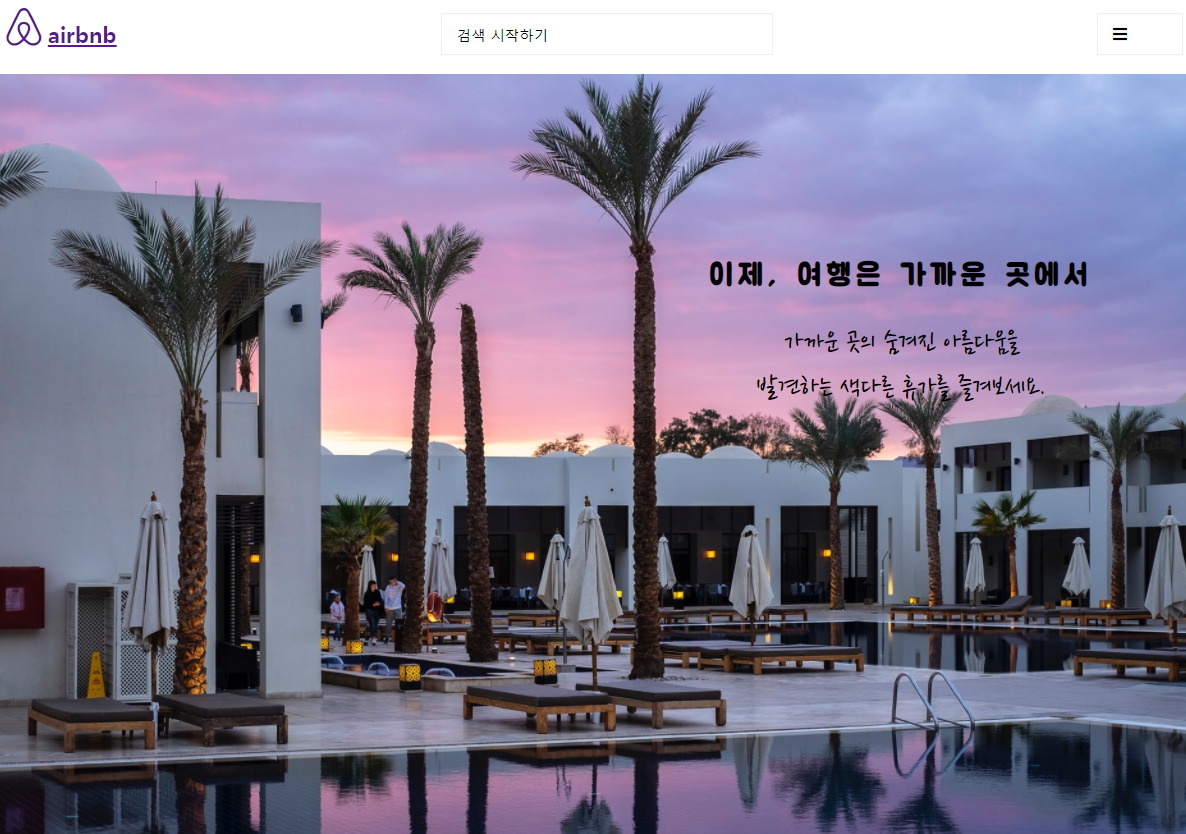 airbnb
검색 시작하기
이제, 여행은 가까운 곳에서
가까운 곳의 숨겨진 아름다움을
발견하는 색다른 휴가를 즐겨보세요.